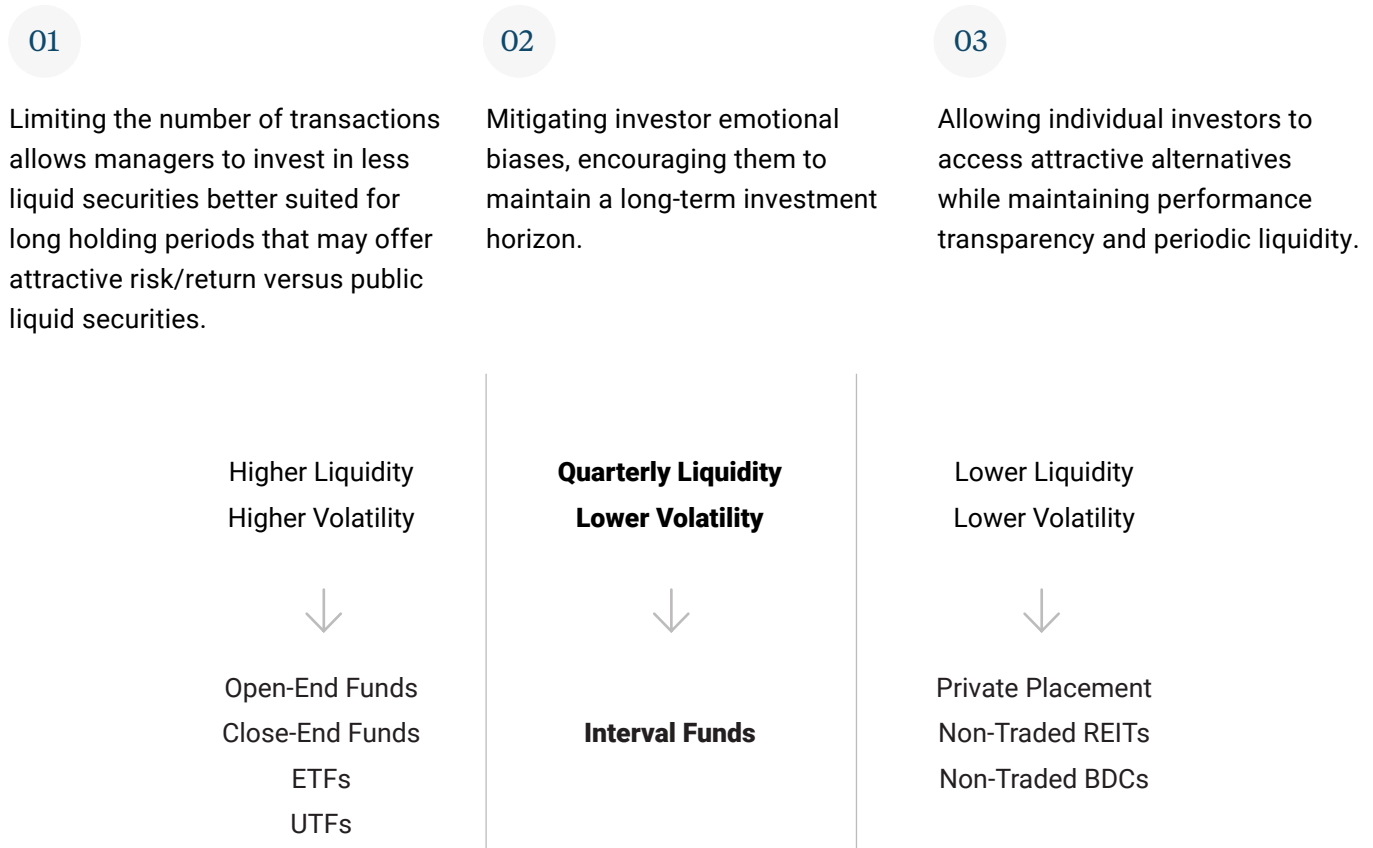 01
Limiting the number of transactions
allows managers to invest in less
liquid securities better suited for
long holding periods that may offer
attractive risk/return versus public
liquid securities.
02
Mitigating investor emotional
biases, encouraging them to
maintain a long-term investment
horizon.
03
Allowing individual investors to
access attractive alternatives
while maintaining performance
transparency and periodic liquidity.
Higher Liquidity
Higher Volatility
Open-End Funds
Close-End Funds
ETFs
UTFs
Quarterly Liquidity
Lower Volatility
Interval Funds
Lower Liquidity
Lower Volatility
Private Placement
Non-Traded REITs
Non-Traded BDCs